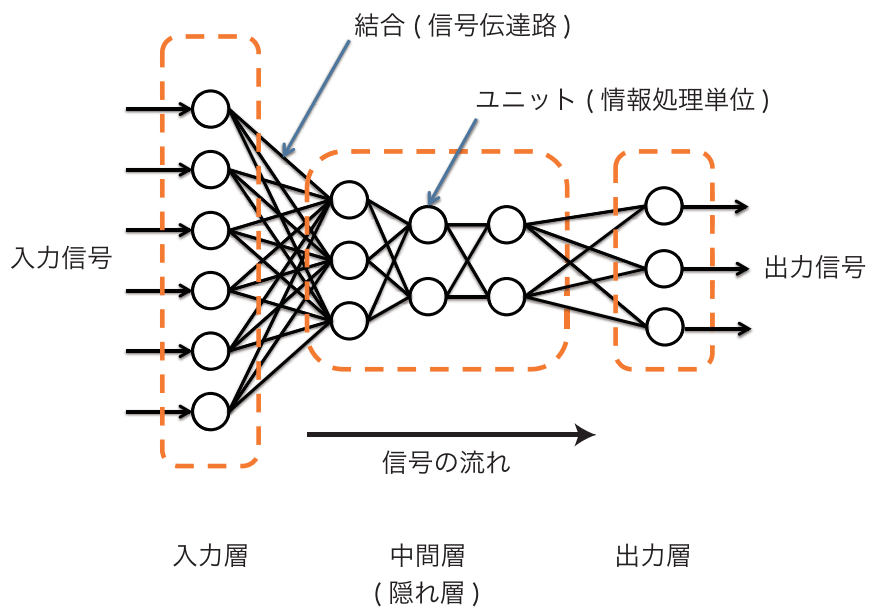 結合 ( 信号伝達路 )
ユニット ( 情報処理単位 )
入力信号
出力信号
信号の流れ
入力層
中間層
( 隠れ層 )
出力層